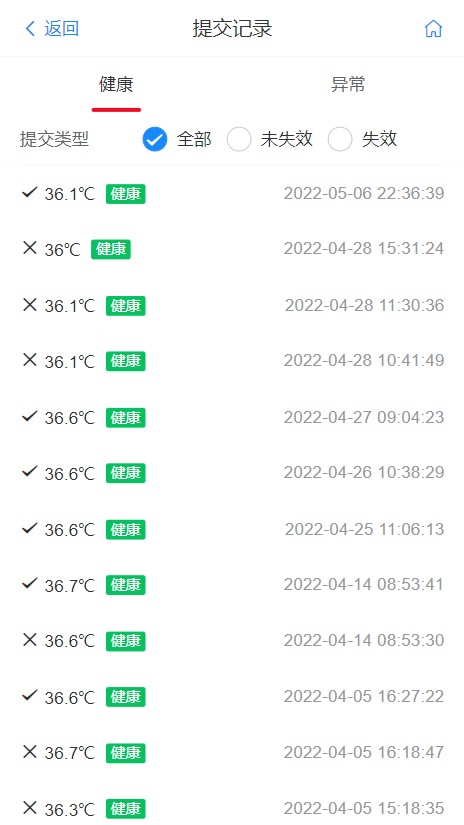 返回 提交记录
健康 异常
提交类型 全部 未失效 失效
36.1℃ 健康 2022-05-06 22:36:39
36℃ 健康 2022-04-28 15:31:24
36.1℃ 健康 2022-04-28 11:30:36
36.1℃ 健康 2022-04-28 10:41:49
36.6℃ 健康 2022-04-27 09:04:23
36.6℃ 健康 2022-04-26 10:38:29
36.6℃ 健康 2022-04-25 11:06:13
36.7℃ 健康 2022-04-14 08:53:41
36.6℃ 健康 2022-04-14 08:53:30
36.6℃ 健康 2022-04-05 16:27:22
36.7℃ 健康 2022-04-05 16:18:47
36.3℃ 健康 2022-04-05 15:18:35